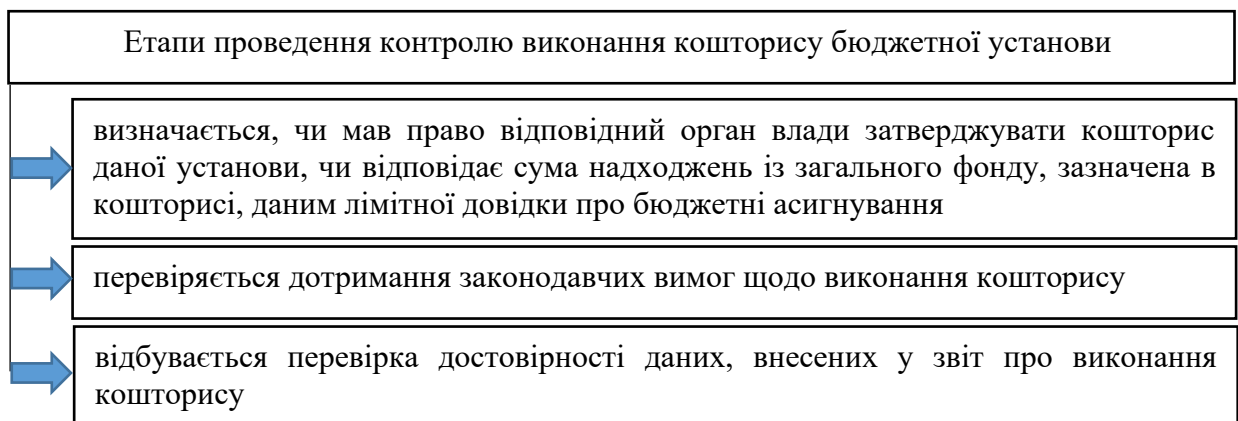 Етапи проведення контролю виконання кошторису бюджетної установи
визначається, чи мав право відповідний орган влади затверджувати кошторис
даної установи, чи відповідає сума надходжень із загального фонду, зазначена в
кошторисі, даним лімітної довідки про бюджетні асигнування
перевіряється дотримання законодавчих вимог щодо виконання кошторису
відбувається перевірка достовірності даних, внесених у звіт про виконання
кошторису